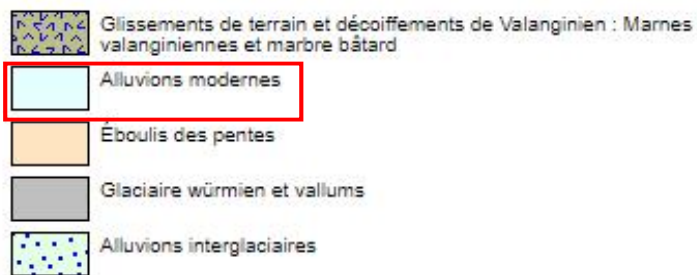 Glissements de terrain et décoiffements de Valanginien : Marnes
valanginiennes et marbre bâtard
Alluvions modernes
Éboulis des pentes
Glaciaire würmien et vallums
Alluvions interglaciaires